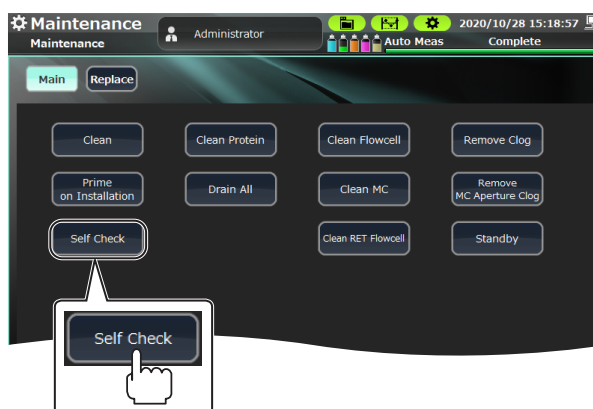 Maintenance
Maintenance
Administrator
2020/10/28 15:18:57
Auto Meas
Complete
Main
Replace
Clean
Clean Protein
Clean Flowcell
Remove Clog
Prime
on Installation
Drain All
Clean MC
Remove
MC Aperture Clog
Self Check
Clean RET Flowcell
Standby
Self Check